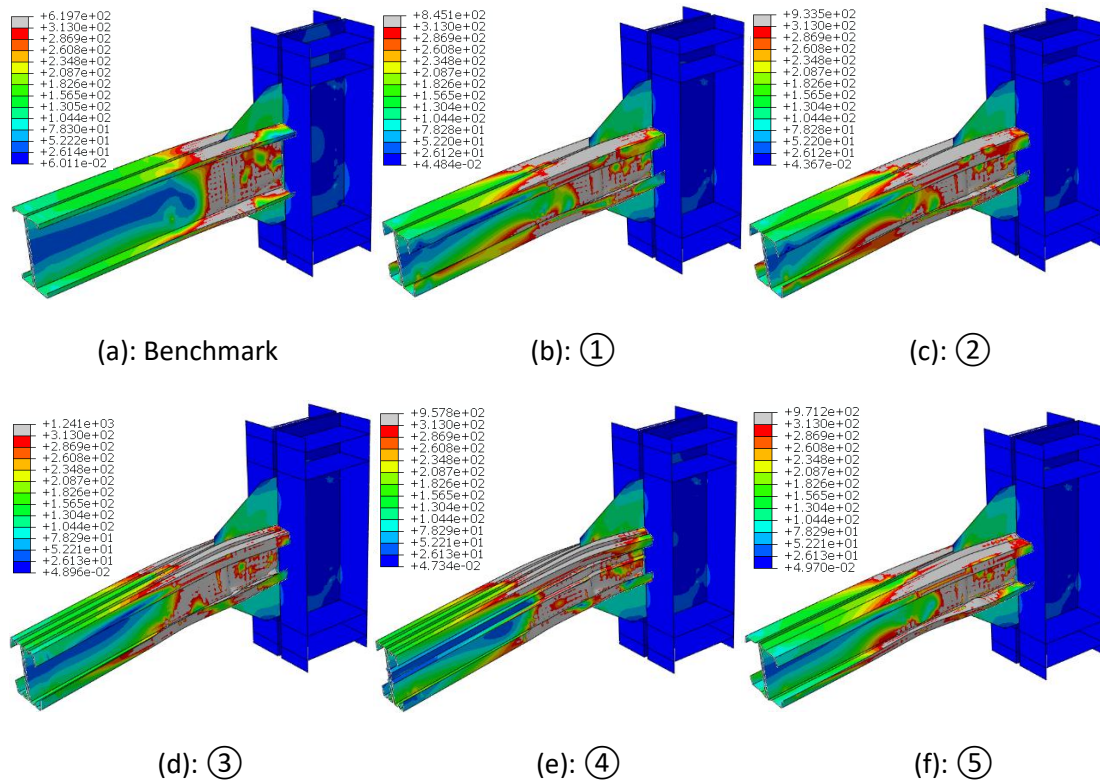 +6.197e+02
+3.130e+02
+2.869e+02
+2.608e+02
+2.348e+02
+2.087e+02
+1.826e+02
+1.565e+02
+1.305e+02
+1.044e+02
+7.830e+01
+5.222e+01
+2.614e+01
+6.011e-02
(a): Benchmark
+8.451e+02
+3.130e+02
+2.869e+02
+2.608e+02
+2.348e+02
+2.087e+02
+1.826e+02
+1.565e+02
+1.305e+02
+1.044e+02
+7.828e+01
+5.220e+01
+2.612e+01
+4.484e-02
(b): ①
+9.335e+02
+3.130e+02
+2.869e+02
+2.608e+02
+2.348e+02
+2.087e+02
+1.826e+02
+1.565e+02
+1.305e+02
+1.044e+02
+7.828e+01
+5.220e+01
+2.612e+01
+4.367e-02
(c): ②
+1.241e+03
+3.130e+02
+2.869e+02
+2.608e+02
+2.348e+02
+2.087e+02
+1.826e+02
+1.565e+02
+1.305e+02
+1.044e+02
+7.829e+01
+5.221e+01
+2.613e+01
+4.896e-02
(d): ③
+9.578e+02
+3.130e+02
+2.869e+02
+2.608e+02
+2.348e+02
+2.087e+02
+1.826e+02
+1.565e+02
+1.305e+02
+1.044e+02
+7.829e+01
+5.221e+01
+2.613e+01
+4.734e-02
(e): ④
+9.712e+02
+3.130e+02
+2.869e+02
+2.608e+02
+2.348e+02
+2.087e+02
+1.826e+02
+1.565e+02
+1.305e+02
+1.044e+02
+7.829e+01
+5.221e+01
+2.613e+01
+4.970e-02
(f): ⑤